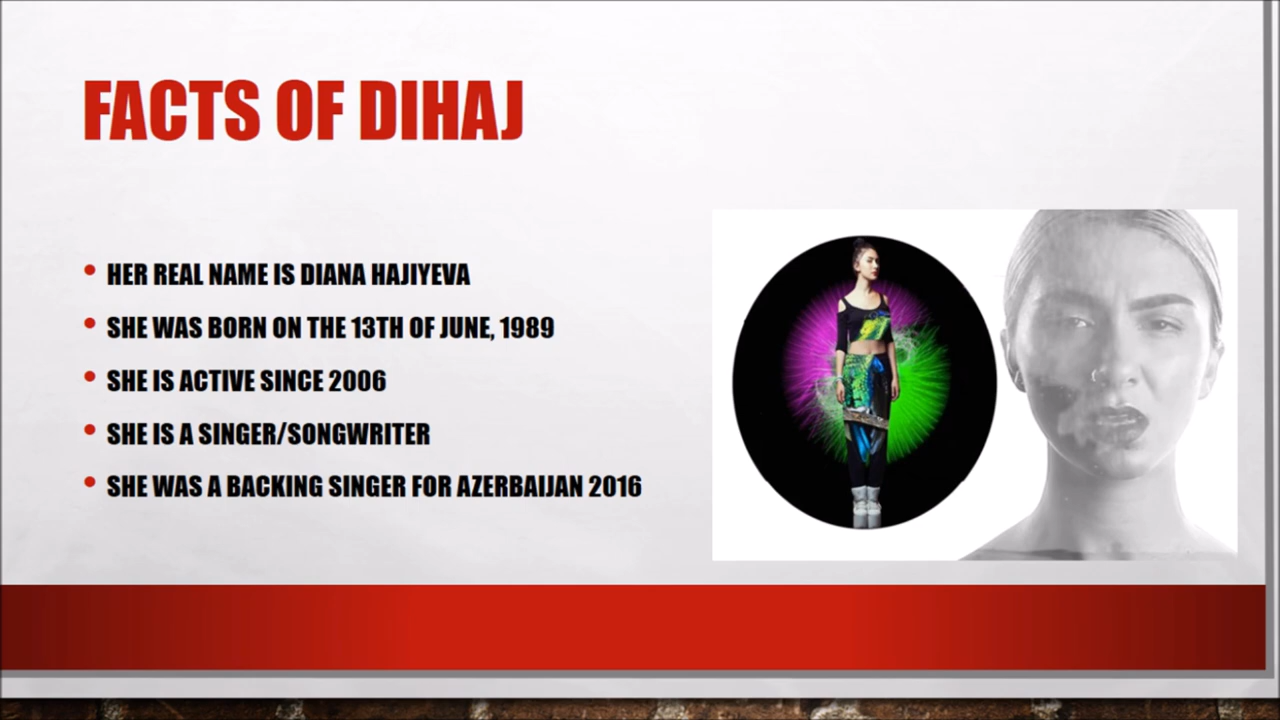 FACTS OF DIHAJ
• HER REAL NAME IS DIANA HAJIYEVA
• SHE WAS BORN ON THE 13TH OF JUNE, 1989
• SHE IS ACTIVE SINCE 2006
• SHE IS A SINGER/SONGWRITER
• SHE WAS A BACKING SINGER FOR AZERBAIJAN 2016